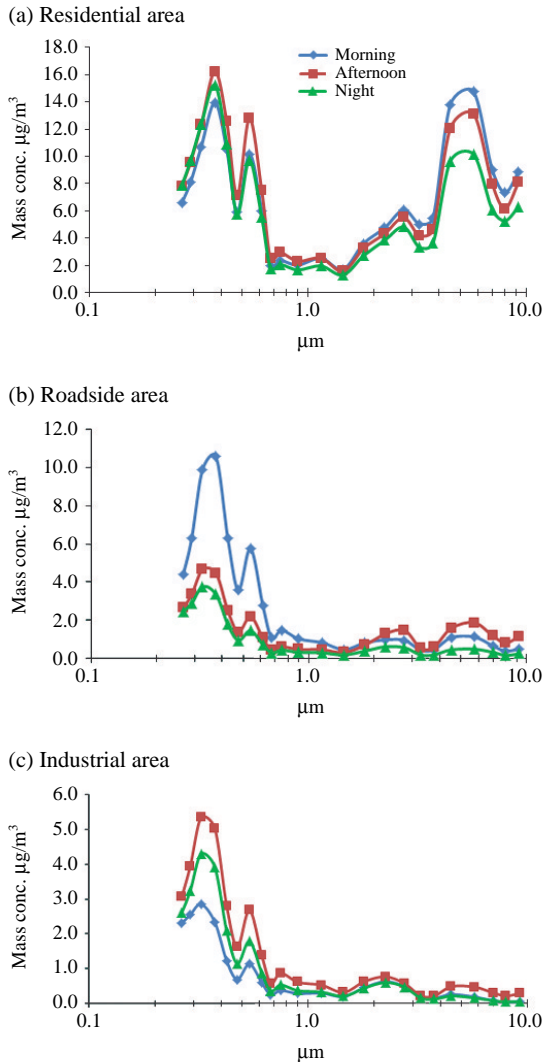 (a) Residential area
18.0
16.0
14.0
12.0
10.0
8.0
6.0
4.0
2.0
0.0
Mass conc. µg/m³
Morning
Afternoon
Night
0.1 1.0 10.0
µm
(b) Roadside area
12.0
10.0
8.0
6.0
4.0
2.0
0.0
Mass conc. µg/m³
0.1 1.0 10.0
µm
(c) Industrial area
6.0
5.0
4.0
3.0
2.0
1.0
0.0
Mass conc. µg/m³
0.1 1.0 10.0
µm